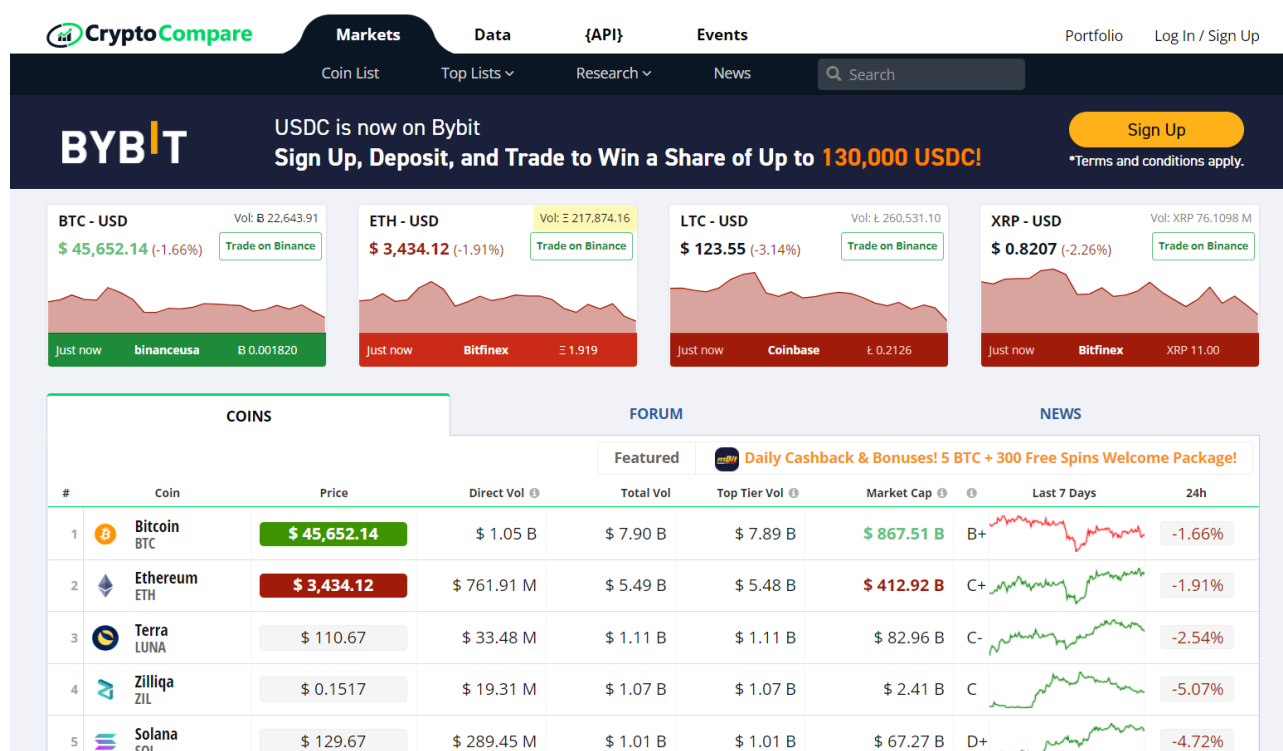 CryptoCompare Markets Data {API} Events Portfolio Log In / Sign Up
Coin List Top Lists Research News Search
BYBIT
USDC is now on Bybit
Sign Up, Deposit, and Trade to Win a Share of Up to 130,000 USDC!
Sign Up
*Terms and conditions apply.
BTC - USD Vol: Ƀ 22,643.91
$ 45,652.14 (-1.66%) Trade on Binance
Just now binanceusa Ƀ 0.001820
ETH - USD Vol: Ξ 217,874.16
$ 3,434.12 (-1.91%) Trade on Binance
Just now Bitfinex Ξ 1.919
LTC - USD Vol: Ł 260,531.10
$ 123.55 (-3.14%) Trade on Binance
Just now Coinbase Ł 0.2126
XRP - USD Vol: XRP 76.1098 M
$ 0.8207 (-2.26%) Trade on Binance
Just now Bitfinex XRP 11.00
COINS FORUM NEWS
Featured mBit Daily Cashback & Bonuses! 5 BTC + 300 Free Spins Welcome Package!
# Coin Price Direct Vol Total Vol Top Tier Vol Market Cap Last 7 Days 24h
1 Bitcoin BTC $ 45,652.14 $ 1.05 B $ 7.90 B $ 7.89 B $ 867.51 B B+ -1.66%
2 Ethereum ETH $ 3,434.12 $ 761.91 M $ 5.49 B $ 5.48 B $ 412.92 B C+ -1.91%
3 Terra LUNA $ 110.67 $ 33.48 M $ 1.11 B $ 1.11 B $ 82.96 B C- -2.54%
4 Zilliqa ZIL $ 0.1517 $ 19.31 M $ 1.07 B $ 1.07 B $ 2.41 B C -5.07%
5 Solana SOL $ 129.67 $ 289.45 M $ 1.01 B $ 1.01 B $ 67.27 B D+ -4.72%